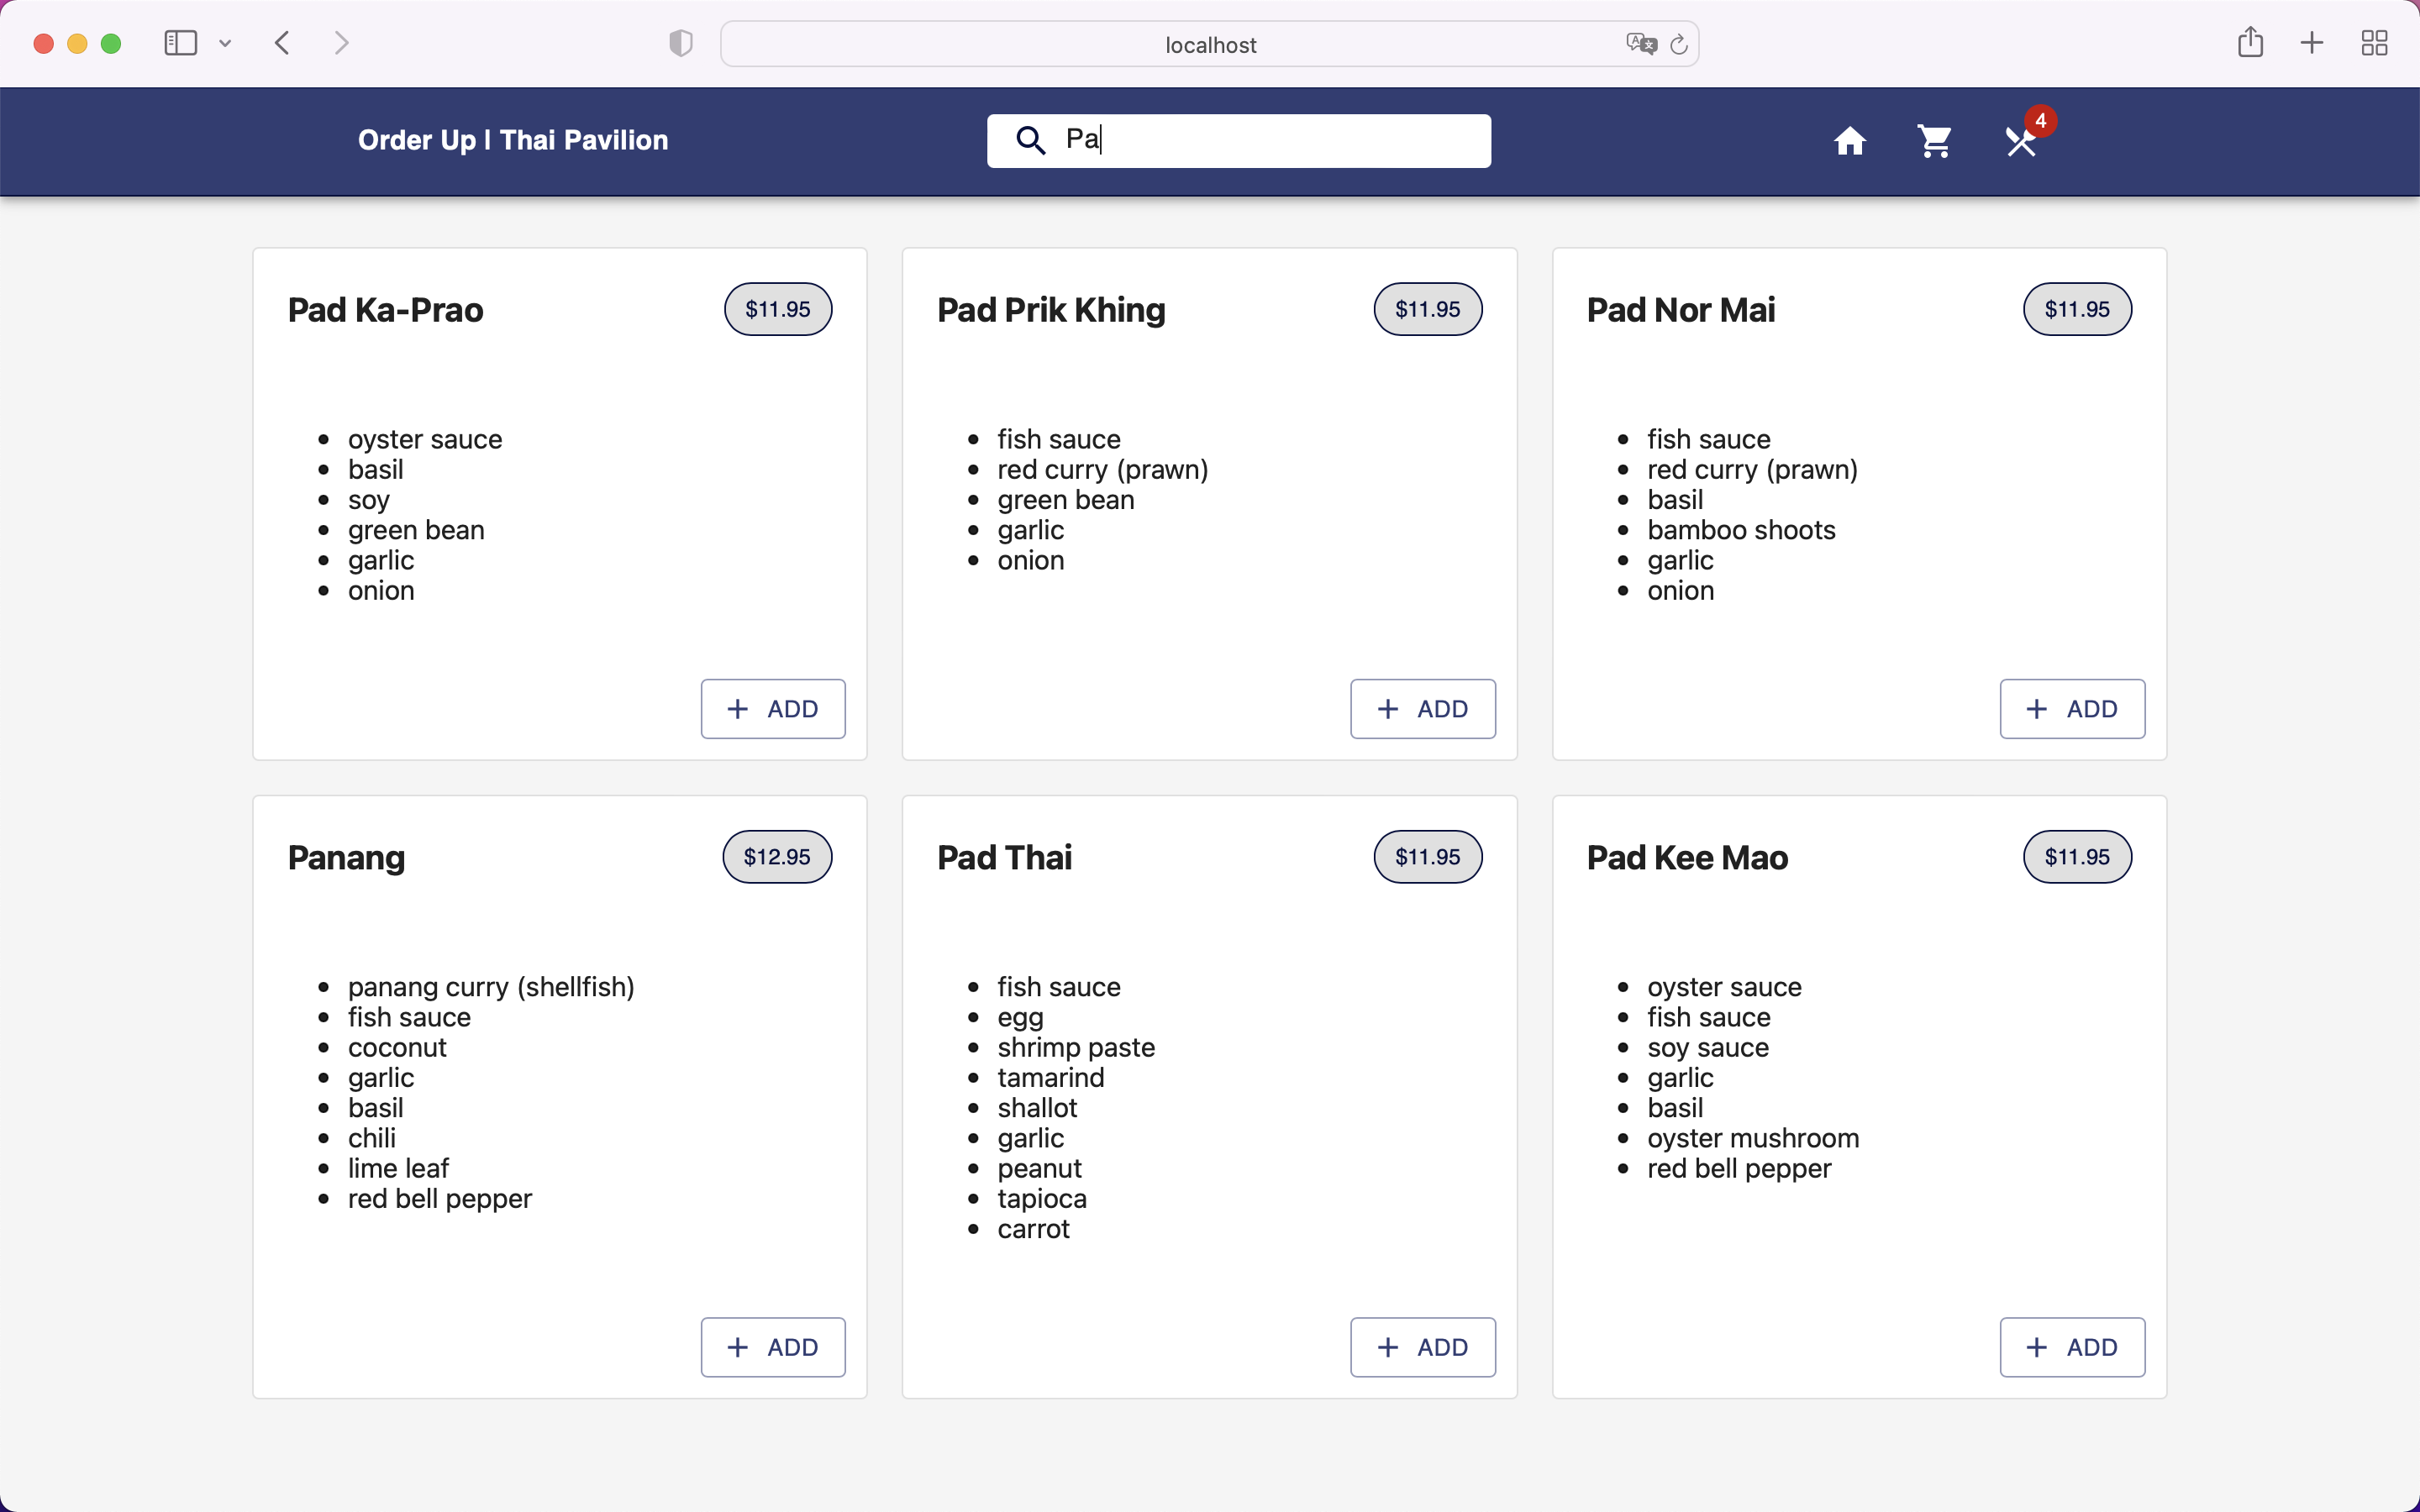 localhost
Order Up | Thai Pavilion
Pa
4
Pad Ka-Prao
$11.95
• oyster sauce
• basil
• soy
• green bean
• garlic
• onion
+ ADD
Pad Prik Khing
$11.95
• fish sauce
• red curry (prawn)
• green bean
• garlic
• onion
+ ADD
Pad Nor Mai
$11.95
• fish sauce
• red curry (prawn)
• basil
• bamboo shoots
• garlic
• onion
+ ADD
Panang
$12.95
• panang curry (shellfish)
• fish sauce
• coconut
• garlic
• basil
• chili
• lime leaf
• red bell pepper
+ ADD
Pad Thai
$11.95
• fish sauce
• egg
• shrimp paste
• tamarind
• shallot
• garlic
• peanut
• tapioca
• carrot
+ ADD
Pad Kee Mao
$11.95
• oyster sauce
• fish sauce
• soy sauce
• garlic
• basil
• oyster mushroom
• red bell pepper
+ ADD